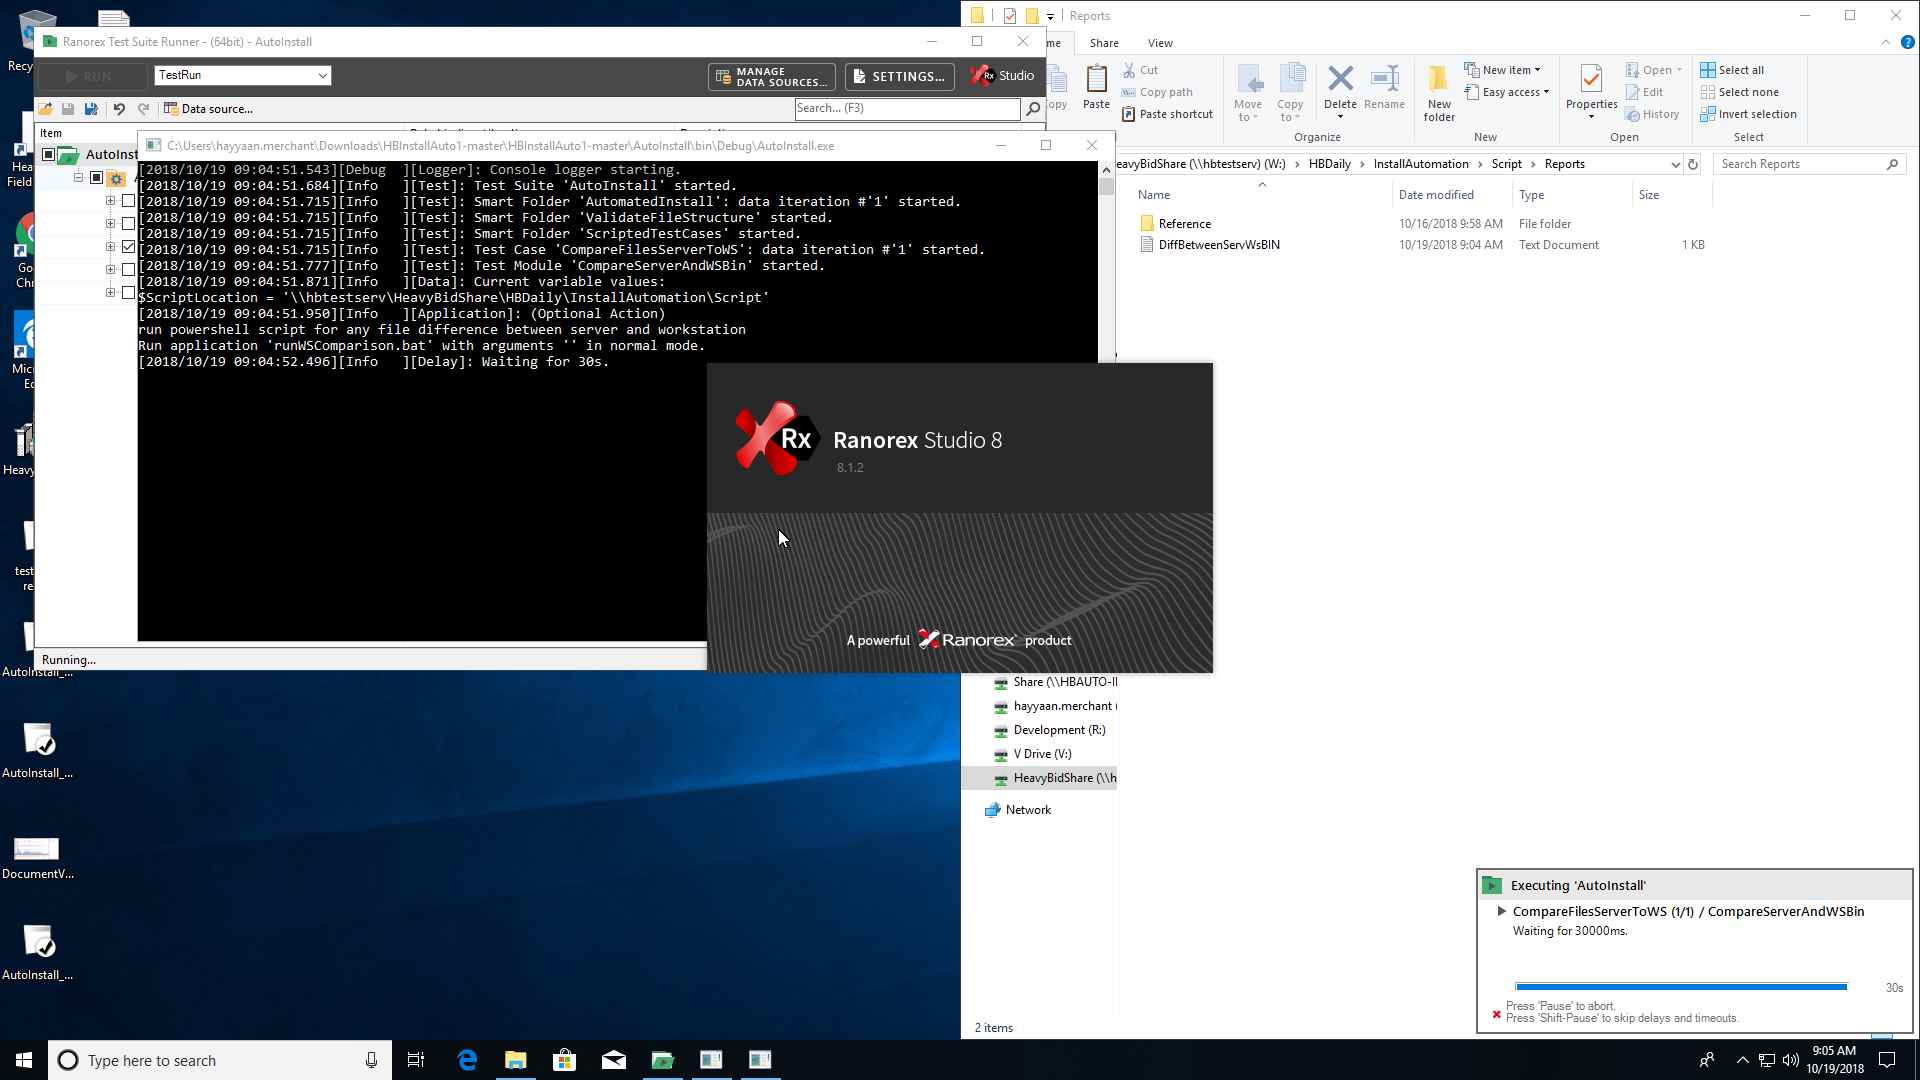 Ranorex Test Suite Runner - (64bit) - AutoInstall
RUN
TestRun
MANAGE
DATA SOURCES...
SETTINGS...
Rx Studio
Data source...
Search... (F3)
Item
AutoInst
C:\Users\hayyaan.merchant\Downloads\HBInstallAuto1-master\HBInstallAuto1-master\AutoInstall\bin\Debug\AutoInstall.exe
[2018/10/19 09:04:51.543][Debug  ][Logger]: Console logger starting.
[2018/10/19 09:04:51.684][Info   ][Test]: Test Suite 'AutoInstall' started.
[2018/10/19 09:04:51.715][Info   ][Test]: Smart Folder 'AutomatedInstall': data iteration #'1' started.
[2018/10/19 09:04:51.715][Info   ][Test]: Smart Folder 'ValidateFileStructure' started.
[2018/10/19 09:04:51.715][Info   ][Test]: Smart Folder 'ScriptedTestCases' started.
[2018/10/19 09:04:51.715][Info   ][Test]: Test Case 'CompareFilesServerToWS': data iteration #'1' started.
[2018/10/19 09:04:51.777][Info   ][Test]: Test Module 'CompareServerAndWSBin' started.
[2018/10/19 09:04:51.871][Info   ][Data]: Current variable values:
$ScriptLocation = '\\hbtestserv\HeavyBidShare\HBDaily\InstallAutomation\Script'
[2018/10/19 09:04:51.950][Info   ][Application]: (Optional Action)
run powershell script for any file difference between server and workstation
Run application 'runWSComparison.bat' with arguments '' in normal mode.
[2018/10/19 09:04:52.496][Info   ][Delay]: Waiting for 30s.
Running...
Rx
Ranorex Studio 8
8.1.2
A powerful Ranorex product
Reports
me
Share
View
opy
Paste
Cut
Copy path
Paste shortcut
Move to
Copy to
Delete
Rename
Organize
New folder
New item
Easy access
New
Properties
Open
Edit
History
Open
Select all
Select none
Invert selection
Select
eavyBidShare (\\hbtestserv) (W:) > HBDaily > InstallAutomation > Script > Reports
Search Reports
Name
Date modified
Type
Size
Reference
10/16/2018 9:58 AM
File folder
DiffBetweenServWsBIN
10/19/2018 9:04 AM
Text Document
1 KB
Share (\\HBAUTO-I
hayyaan.merchant (
Development (R:)
V Drive (V:)
HeavyBidShare (\\h
Network
2 items
Executing 'AutoInstall'
CompareFilesServerToWS (1/1) / CompareServerAndWSBin
Waiting for 30000ms.
30s
Press 'Pause' to abort.
Press 'Shift-Pause' to skip delays and timeouts.
Recy
Hea
Field
Go
Ch
Mic
Ec
Heavy
test
re
AutoInstall_...
AutoInstall_...
DocumentV...
AutoInstall_...
Type here to search
9:05 AM
10/19/2018